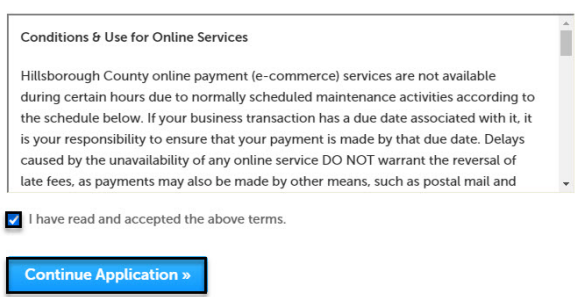 Conditions & Use for Online Services
Hillsborough County online payment (e-commerce) services are not available
during certain hours due to normally scheduled maintenance activities according to
the schedule below. If your business transaction has a due date associated with it, it
is your responsibility to ensure that your payment is made by that due date. Delays
caused by the unavailability of any online service DO NOT warrant the reversal of
late fees, as payments may also be made by other means, such as postal mail and
I have read and accepted the above terms.
Continue Application »